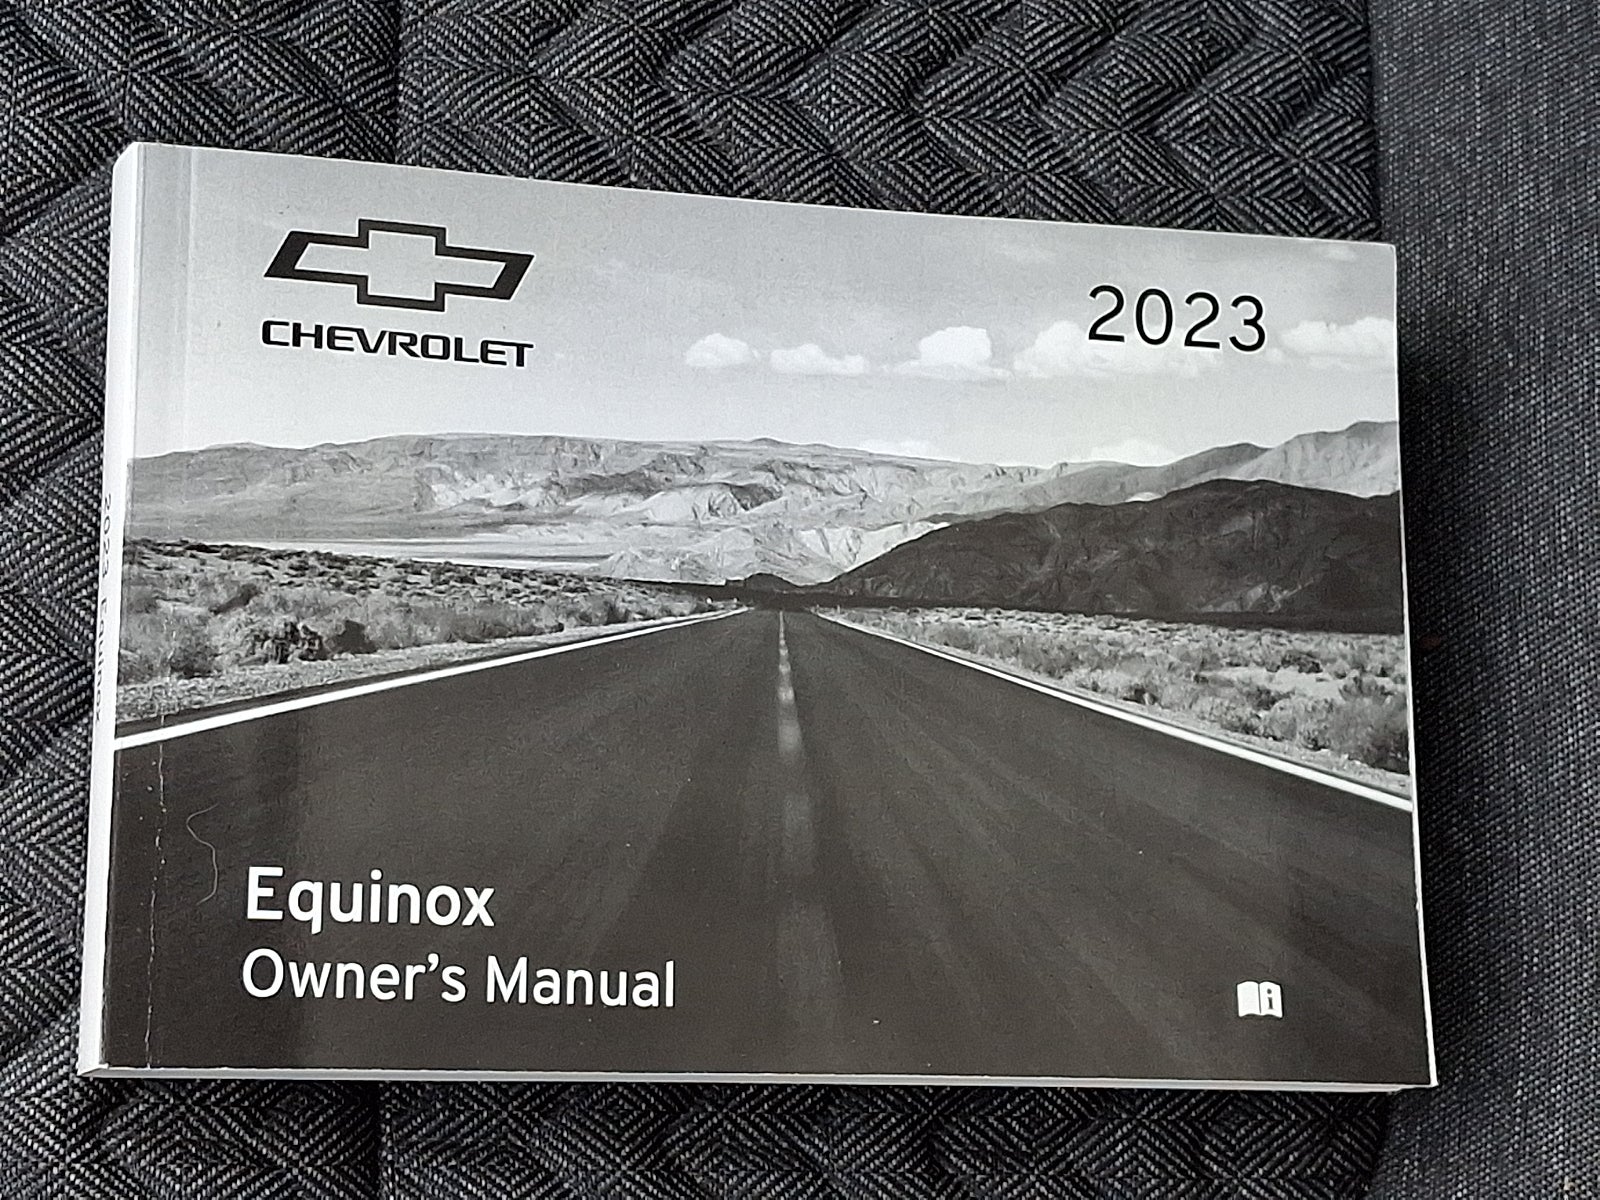 CHEVROLET
2023
Equinox
Owner's Manual
i
2023 Equinox